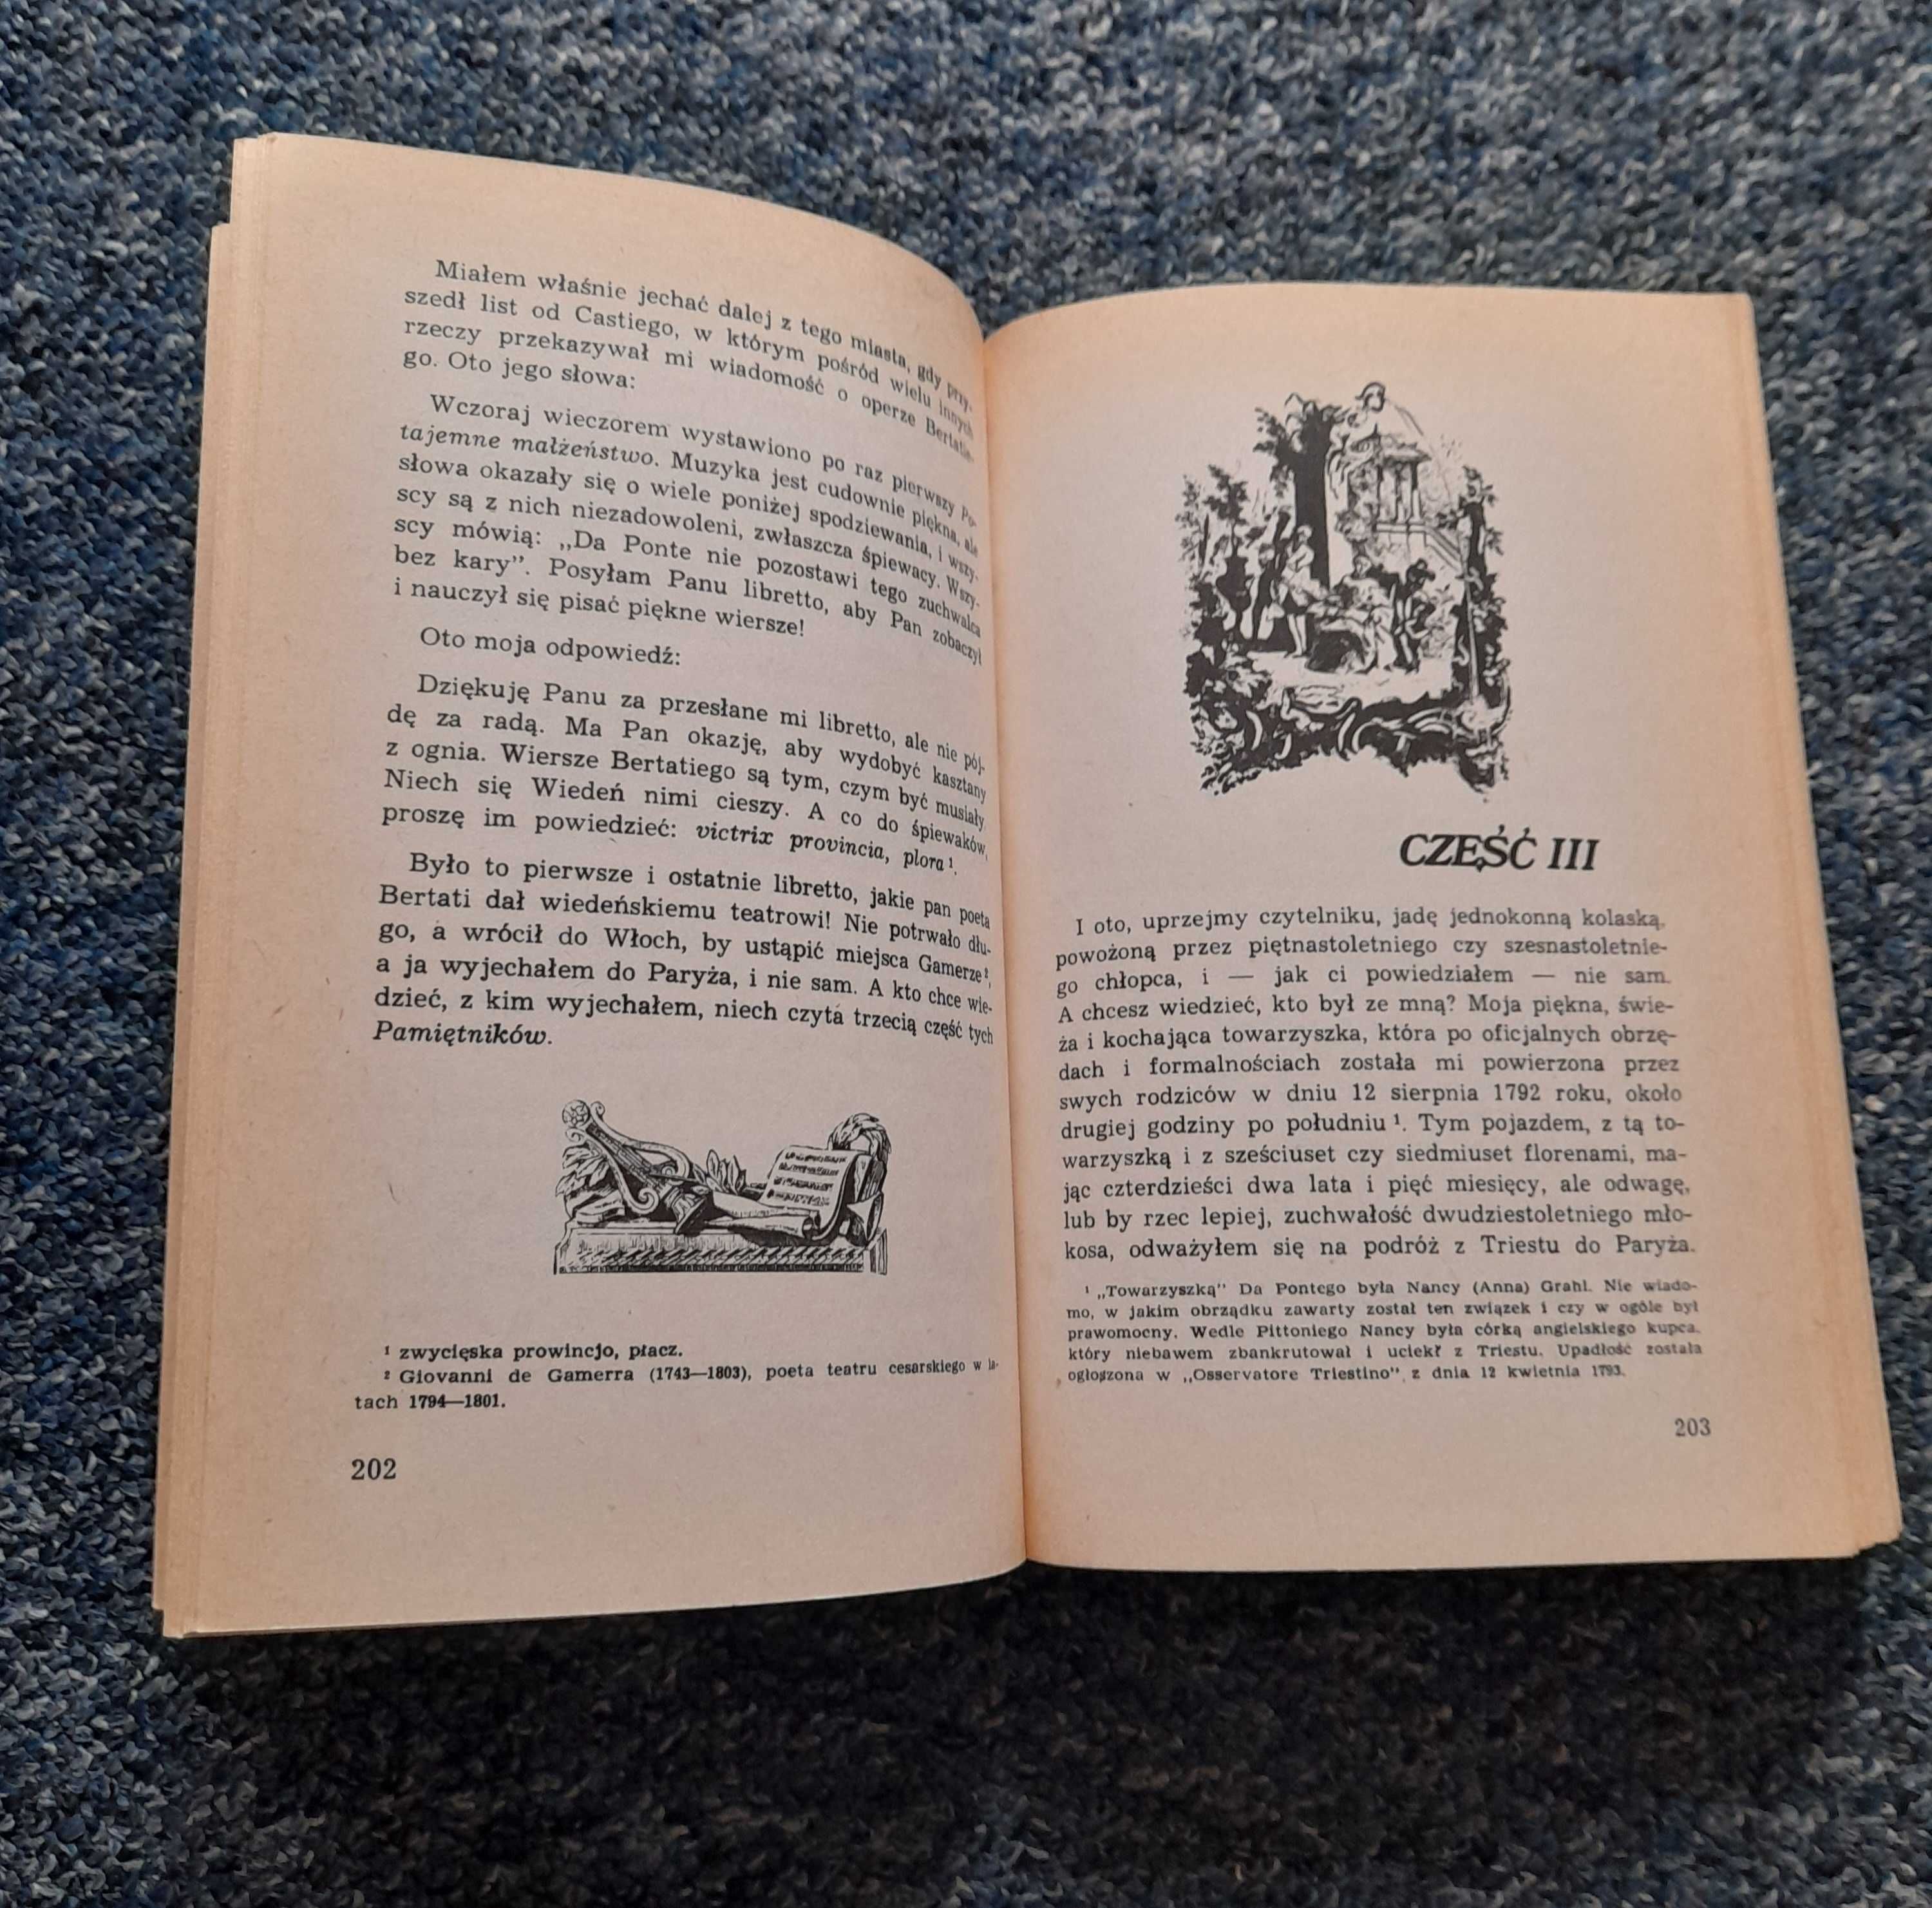 Miałem właśnie jechać dalej z tego miasta, gdy przy-
szedł list od Castiego, w którym pośród wielu innych
rzeczy przekazywał mi wiadomość o operze Bertatie-
go. Oto jego słowa:
Wczoraj wieczorem wystawiono po raz pierwszy Po-
tajemne małżeństwo. Muzyka jest cudownie piękna, ale
słowa okazały się o wiele poniżej spodziewania, i wszy-
scy są z nich niezadowoleni, zwłaszcza śpiewacy. Wszy-
scy mówią: „Da Ponte nie pozostawi tego zuchwalca
bez kary”. Posyłam Panu libretto, aby Pan zobaczył
i nauczył się pisać piękne wiersze!
Oto moja odpowiedź:
Dziękuję Panu za przesłane mi libretto, ale nie pój-
dę za radą. Ma Pan okazję, aby wydobyć kasztany
z ognia. Wiersze Bertatiego są tym, czym być musiały.
Niech się Wiedeń nimi cieszy. A co do śpiewaków,
proszę im powiedzieć: victrix provincia, plora ¹.
Było to pierwsze i ostatnie libretto, jakie pan poeta
Bertati dał wiedeńskiemu teatrowi! Nie potrwało dłu-
go, a wrócił do Włoch, by ustąpić miejsca Gamerze ²,
a ja wyjechałem do Paryża, i nie sam. A kto chce wie-
dzieć, z kim wyjechałem, niech czyta trzecią część tych
Pamiętników.
¹ zwycięska prowincjo, płacz.
² Giovanni de Gamerra (1743—1803), poeta teatru cesarskiego w la-
tach 1794—1801.
202
CZĘŚĆ III
I oto, uprzejmy czytelniku, jadę jednokonną kolaską,
powożoną przez piętnastoletniego czy szesnastoletnie-
go chłopca, i — jak ci powiedziałem — nie sam.
A chcesz wiedzieć, kto był ze mną? Moja piękna, świe-
ża i kochająca towarzyszka, która po oficjalnych obrzę-
dach i formalnościach została mi powierzona przez
swych rodziców w dniu 12 sierpnia 1792 roku, około
drugiej godziny po południu ¹. Tym pojazdem, z tą to-
warzyszką i z sześciuset czy siedmiuset florenami, ma-
jąc czterdzieści dwa lata i pięć miesięcy, ale odwagę,
lub by rzec lepiej, zuchwałość dwudziestoletniego mło-
kosa, odważyłem się na podróż z Triestu do Paryża.
¹ „Towarzyszką” Da Pontego była Nancy (Anna) Grahl. Nie wiado-
mo, w jakim obrządku zawarty został ten związek i czy w ogóle był
prawomocny. Wedle Pittoniego Nancy była córką angielskiego kupca,
który niebawem zbankrutował i uciekł z Triestu. Upadłość została
ogłoszona w „Osservatore Triestino” z dnia 12 kwietnia 1793.
203